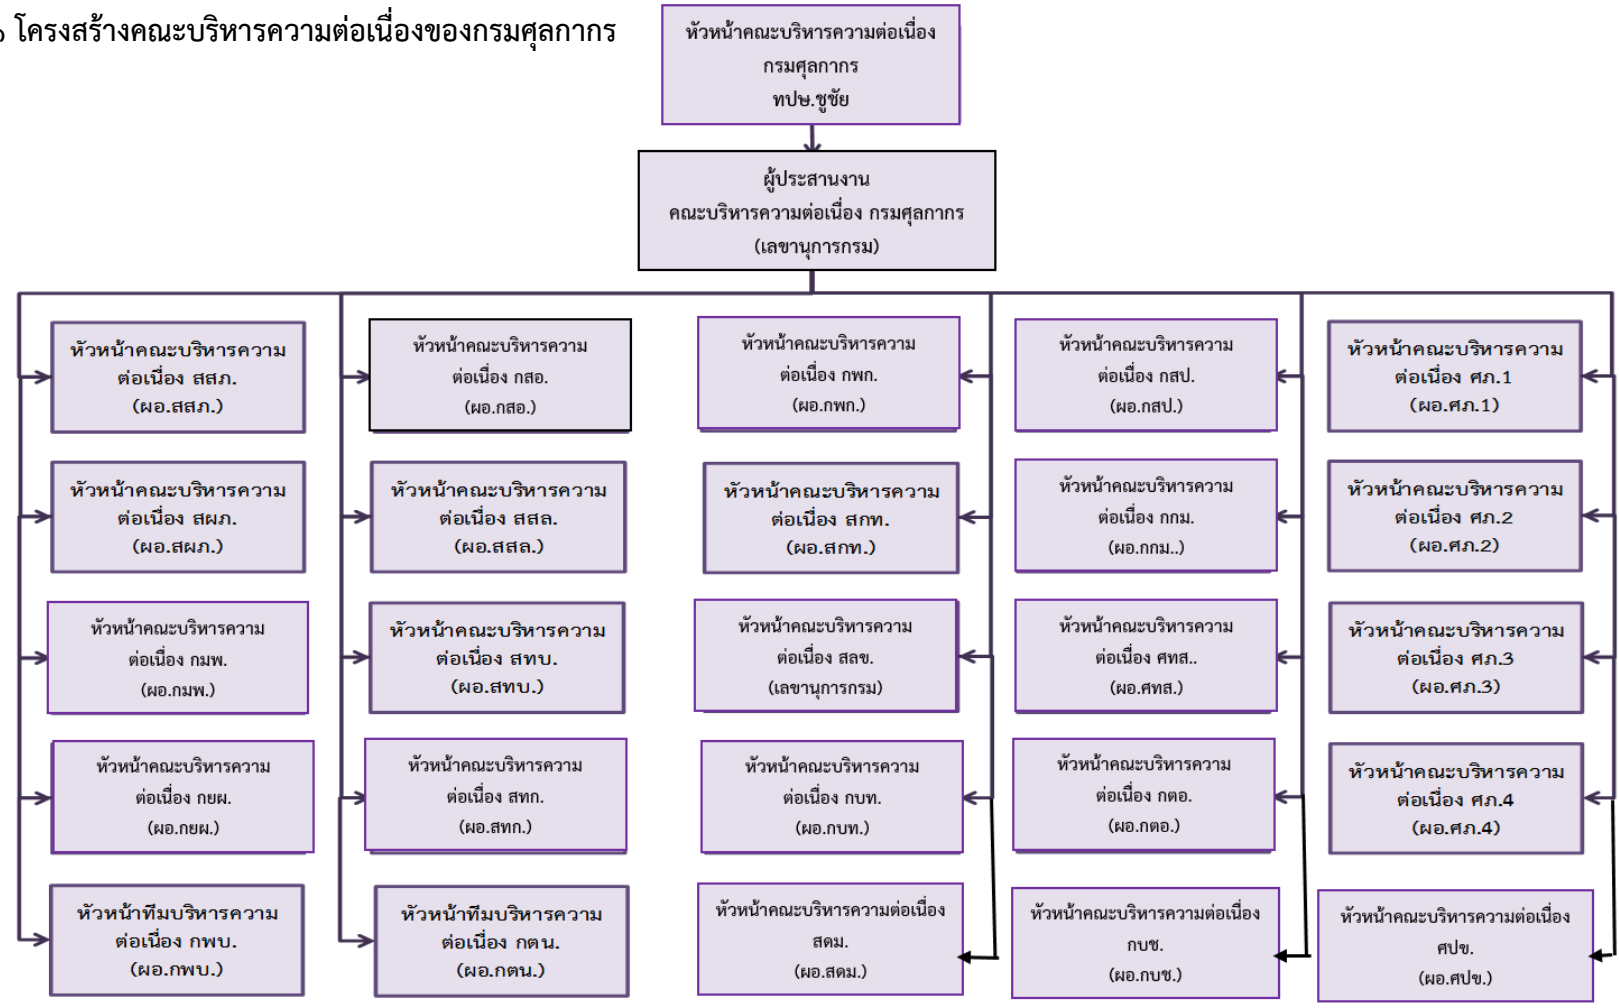 โครงสร้างคณะบริหารความต่อเนื่องของกรมศุลกากร
หัวหน้าคณะบริหารความต่อเนื่อง
กรมศุลกากร
ทปษ.ชูชัย
ผู้ประสานงาน
คณะบริหารความต่อเนื่อง กรมศุลกากร
(เลขานุการกรม)
หัวหน้าคณะบริหารความ
ต่อเนื่อง สสภ.
(ผอ.สสภ.)
หัวหน้าคณะบริหารความ
ต่อเนื่อง กสอ.
(ผอ.กสอ.)
หัวหน้าคณะบริหารความ
ต่อเนื่อง กพก.
(ผอ.กพก.)
หัวหน้าคณะบริหารความ
ต่อเนื่อง กสป.
(ผอ.กสป.)
หัวหน้าคณะบริหารความ
ต่อเนื่อง ศภ.1
(ผอ.ศภ.1)
หัวหน้าคณะบริหารความ
ต่อเนื่อง สผภ.
(ผอ.สผภ.)
หัวหน้าคณะบริหารความ
ต่อเนื่อง สสล.
(ผอ.สสล.)
หัวหน้าคณะบริหารความ
ต่อเนื่อง สกท.
(ผอ.สกท.)
หัวหน้าคณะบริหารความ
ต่อเนื่อง กกม.
(ผอ.กกม..)
หัวหน้าคณะบริหารความ
ต่อเนื่อง ศภ.2
(ผอ.ศภ.2)
หัวหน้าคณะบริหารความ
ต่อเนื่อง กมพ.
(ผอ.กมพ.)
หัวหน้าคณะบริหารความ
ต่อเนื่อง สทบ.
(ผอ.สทบ.)
หัวหน้าคณะบริหารความ
ต่อเนื่อง สลข.
(เลขานุการกรม)
หัวหน้าคณะบริหารความ
ต่อเนื่อง ศทส..
(ผอ.ศทส.)
หัวหน้าคณะบริหารความ
ต่อเนื่อง ศภ.3
(ผอ.ศภ.3)
หัวหน้าคณะบริหารความ
ต่อเนื่อง กยผ.
(ผอ.กยผ.)
หัวหน้าคณะบริหารความ
ต่อเนื่อง สทก.
(ผอ.สทก.)
หัวหน้าคณะบริหารความ
ต่อเนื่อง กบท.
(ผอ.กบท.)
หัวหน้าคณะบริหารความ
ต่อเนื่อง กตอ.
(ผอ.กตอ.)
หัวหน้าคณะบริหารความ
ต่อเนื่อง ศภ.4
(ผอ.ศภ.4)
หัวหน้าทีมบริหารความ
ต่อเนื่อง กพบ.
(ผอ.กพบ.)
หัวหน้าทีมบริหารความ
ต่อเนื่อง กตน.
(ผอ.กตน.)
หัวหน้าคณะบริหารความต่อเนื่อง
สดม.
(ผอ.สดม.)
หัวหน้าคณะบริหารความต่อเนื่อง
กบช.
(ผอ.กบช.)
หัวหน้าคณะบริหารความต่อเนื่อง
ศปข.
(ผอ.ศปข.)